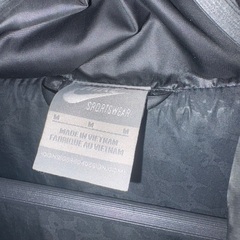 SPORTSWEAR
M M M
MADE IN VIETNAM
FABRIQUÉ AU VIETNAM